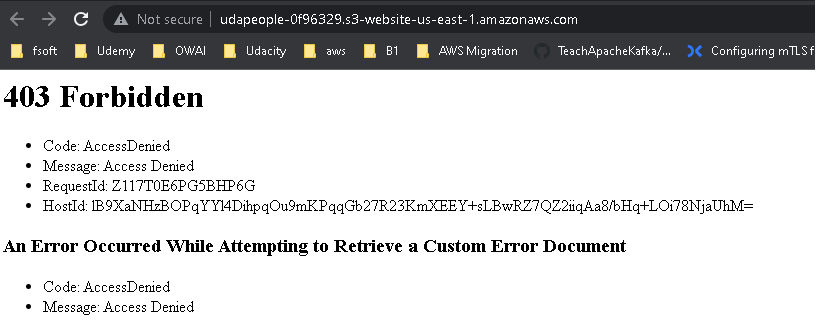 Not secure | udapeople-0f96329.s3-website-us-east-1.amazonaws.com
fsoft Udemy OWAI Udacity aws B1 AWS Migration TeachApacheKafka/... Configuring mTLS f
403 Forbidden
• Code: AccessDenied
• Message: Access Denied
• RequestId: Z117T0E6PG5BHP6G
• HostId: lB9XaNHzBOPqYYl4DihpqOu9mKPqqGb27R23KmXEEY+sLBwRZ7QZ2iiqAa8/bHq+LOi78NjaUhM=
An Error Occurred While Attempting to Retrieve a Custom Error Document
• Code: AccessDenied
• Message: Access Denied